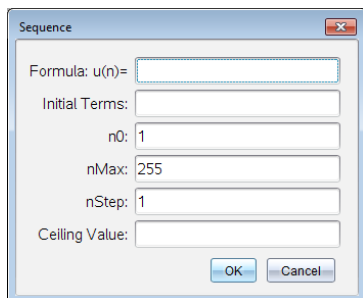 Sequence
Formula: u(n)=
Initial Terms:
n0: 1
nMax: 255
nStep: 1
Ceiling Value:
OK Cancel